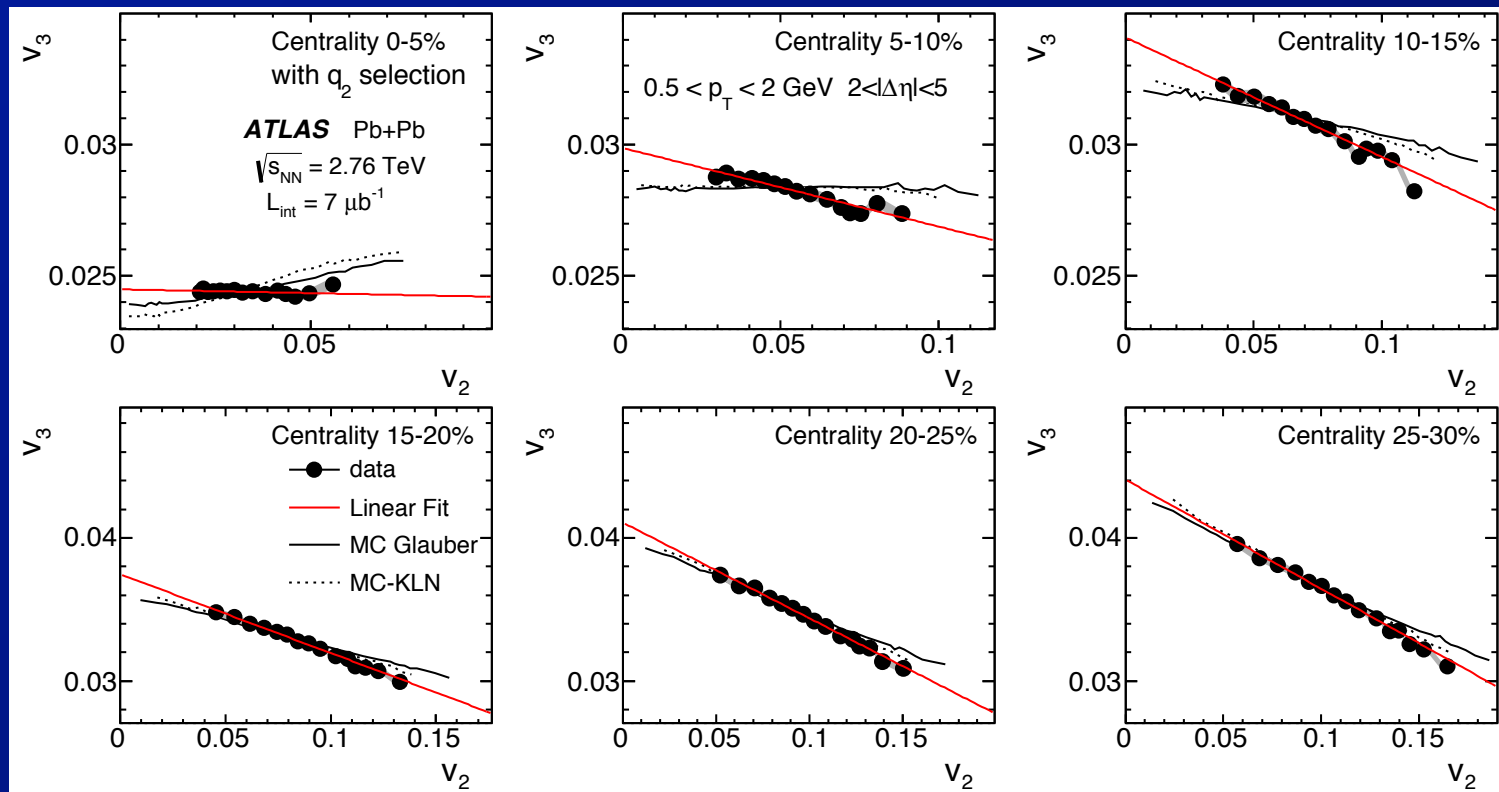 v₃
Centrality 0-5%
with q₂ selection
ATLAS Pb+Pb
√sNN = 2.76 TeV
Lint = 7 μb⁻¹
0.03
0.025
0 0.05
v₂
v₃
Centrality 5-10%
0.5 < pT < 2 GeV 2<|Δη|<5
0.03
0.025
0 0.05 0.1
v₂
v₃
Centrality 10-15%
0.03
0.025
0 0.05 0.1
v₂
v₃
Centrality 15-20%
data
Linear Fit
MC Glauber
MC-KLN
0.04
0.03
0 0.05 0.1 0.15
v₂
v₃
Centrality 20-25%
0.04
0.03
0 0.05 0.1 0.15
v₂
v₃
Centrality 25-30%
0.04
0.03
0 0.05 0.1 0.15
v₂